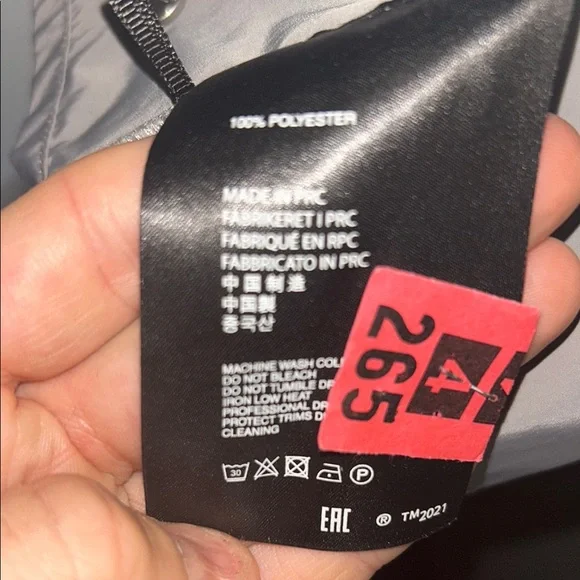 100% POLYESTER
MADE IN PRC
FABRIKERET I PRC
FABRIQUÉ EN RPC
FABBRICATO IN PRC
中国制造
中国製
중국산
MACHINE WASH COL
DO NOT BLEACH
DO NOT TUMBLE DR
IRON LOW HEAT
PROFESSIONAL DR
PROTECT TRIMS D
CLEANING
4
265
30 P
EAC ® TM2021